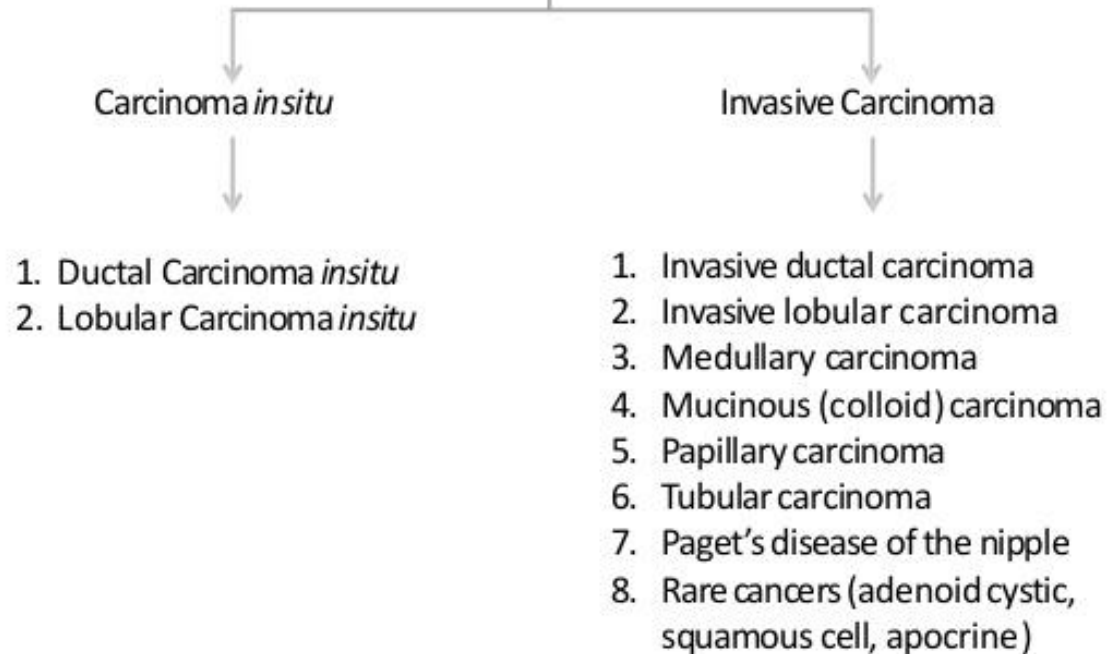 Carcinoma insitu
Invasive Carcinoma
1. Ductal Carcinoma insitu
2. Lobular Carcinoma insitu
1. Invasive ductal carcinoma
2. Invasive lobular carcinoma
3. Medullary carcinoma
4. Mucinous (colloid) carcinoma
5. Papillary carcinoma
6. Tubular carcinoma
7. Paget’s disease of the nipple
8. Rare cancers (adenoid cystic,
squamous cell, apocrine)